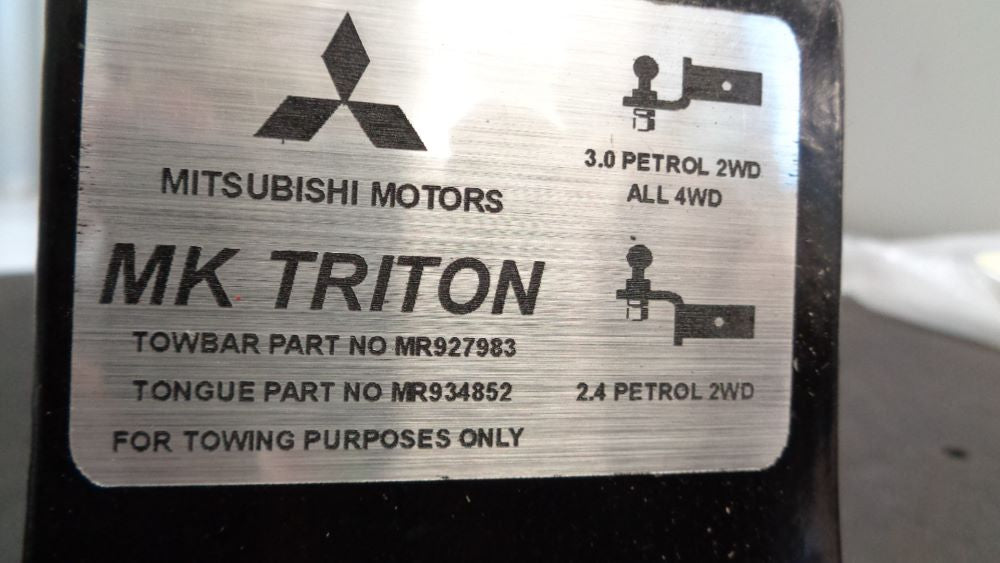 MITSUBISHI MOTORS
MK TRITON
TOWBAR PART NO MR927983
TONGUE PART NO MR934852
FOR TOWING PURPOSES ONLY
3.0 PETROL 2WD
ALL 4WD
2.4 PETROL 2WD